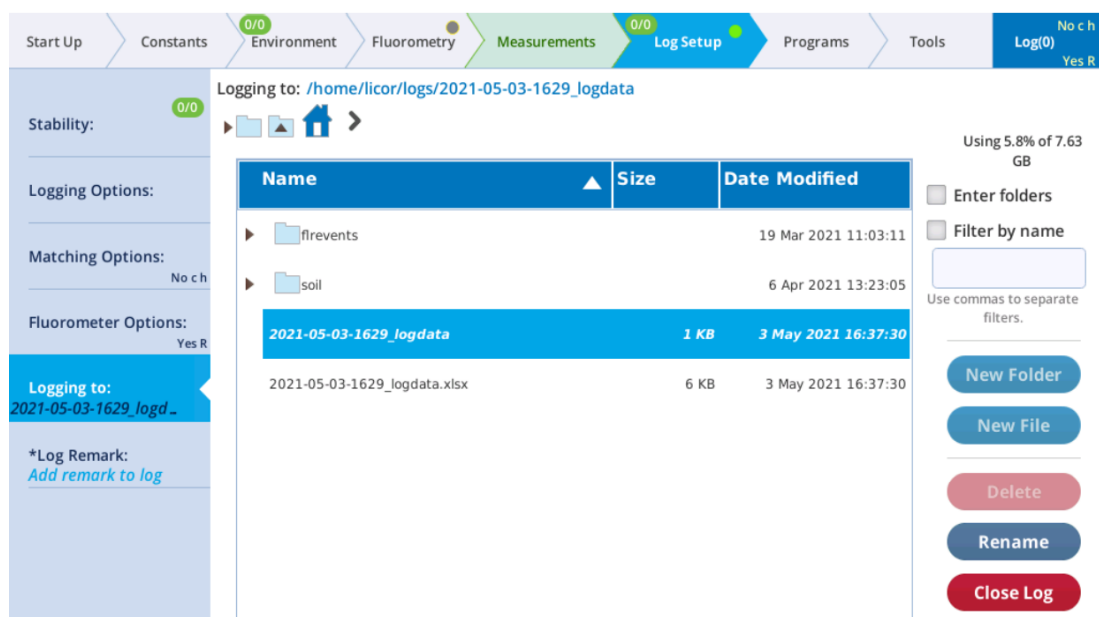 0/0
0/0
No c h
Start Up
Constants
Environment
Fluorometry
Measurements
Log Setup
Programs
Tools
Log(0)
Yes R
Logging to: /home/licor/logs/2021-05-03-1629_logdata
0/0
Stability:
Logging Options:
Matching Options:
No c h
Fluorometer Options:
Yes R
Logging to:
2021-05-03-1629_logd...
*Log Remark:
Add remark to log
Name
Size
Date Modified
flrevents
19 Mar 2021 11:03:11
soil
6 Apr 2021 13:23:05
2021-05-03-1629_logdata
1 KB
3 May 2021 16:37:30
2021-05-03-1629_logdata.xlsx
6 KB
3 May 2021 16:37:30
Using 5.8% of 7.63
GB
Enter folders
Filter by name
Use commas to separate
filters.
New Folder
New File
Delete
Rename
Close Log